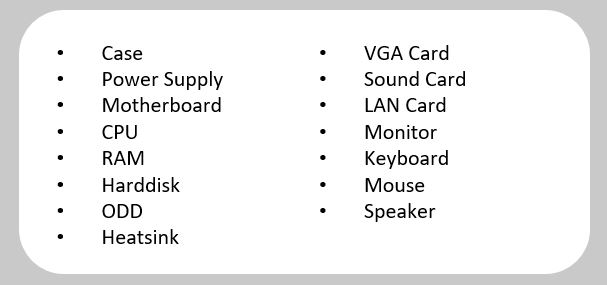 • Case
• Power Supply
• Motherboard
• CPU
• RAM
• Harddisk
• ODD
• Heatsink
• VGA Card
• Sound Card
• LAN Card
• Monitor
• Keyboard
• Mouse
• Speaker